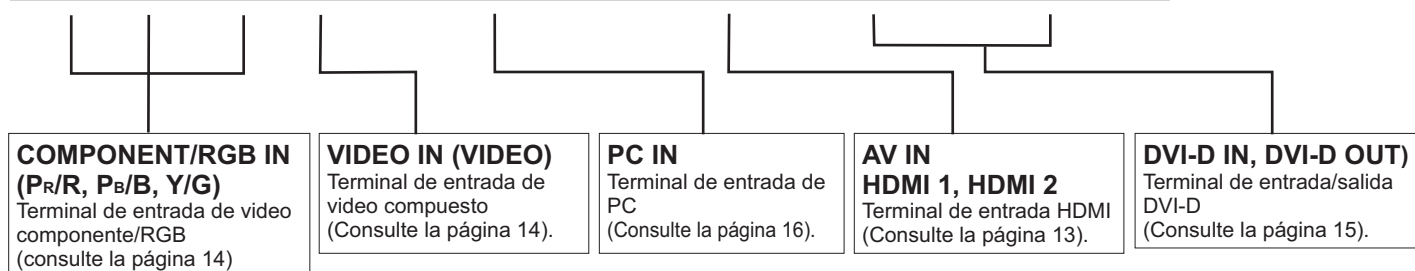 COMPONENT/RGB IN
(PR/R, PB/B, Y/G)
Terminal de entrada de video
componente/RGB
(consulte la página 14)
VIDEO IN (VIDEO)
Terminal de entrada de
video compuesto
(Consulte la página 14).
PC IN
Terminal de entrada de
PC
(Consulte la página 16).
AV IN
HDMI 1, HDMI 2
Terminal de entrada HDMI
(Consulte la página 13).
DVI-D IN, DVI-D OUT)
Terminal de entrada/salida
DVI-D
(Consulte la página 15).